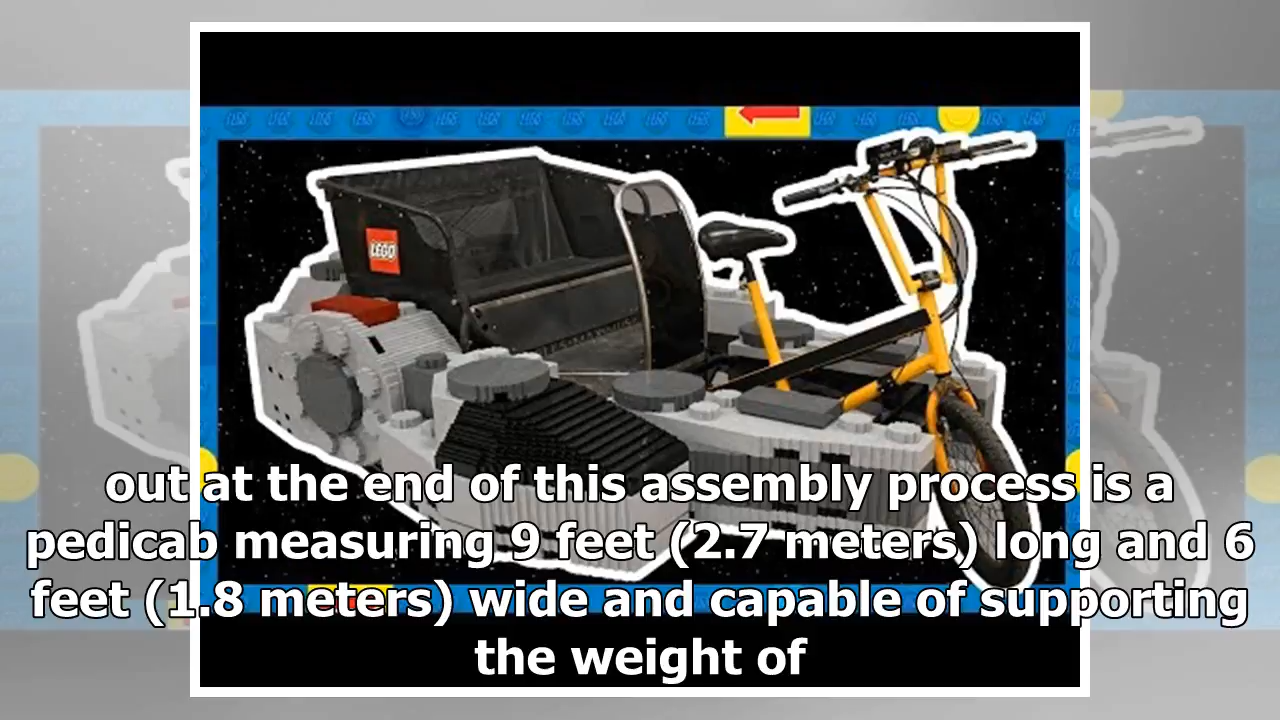 LEGO
out at the end of this assembly process is a
pedicab measuring 9 feet (2.7 meters) long and 6
feet (1.8 meters) wide and capable of supporting
the weight of